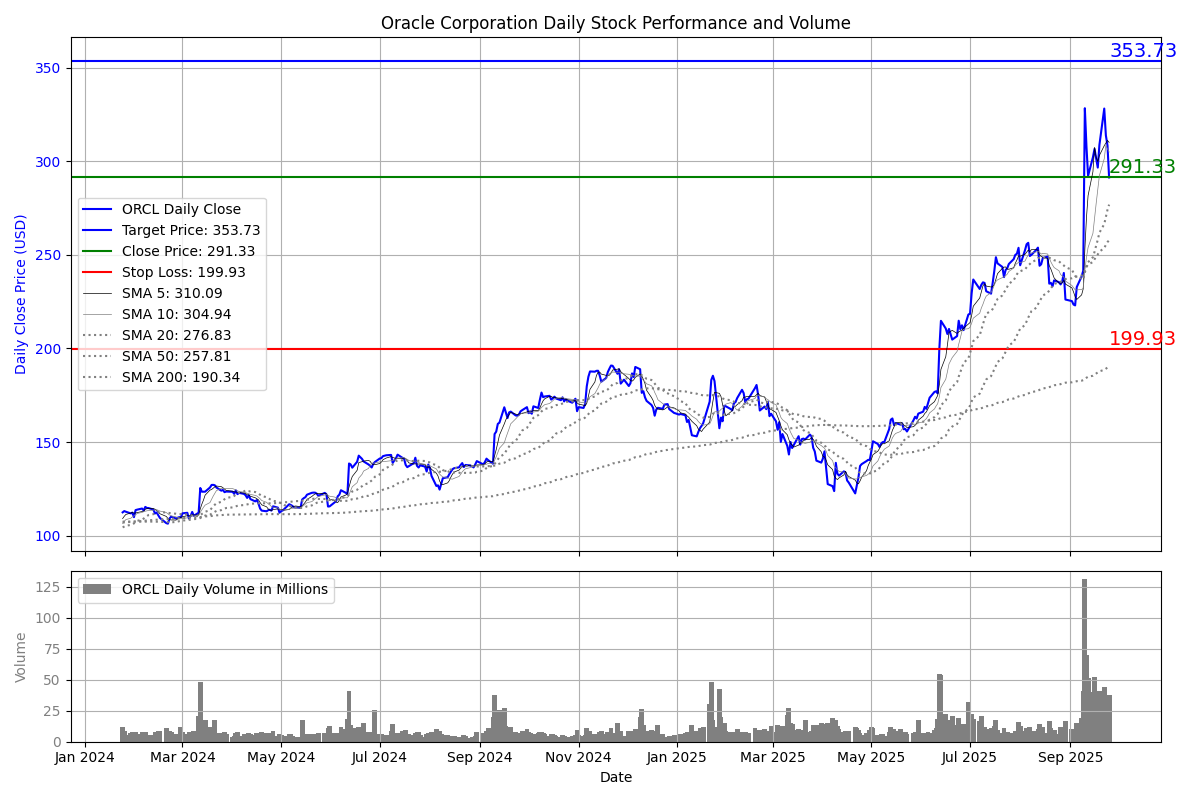 Oracle Corporation Daily Stock Performance and Volume
353.73
350
300
291.33
250
200
199.93
150
100
Daily Close Price (USD)
ORCL Daily Close
Target Price: 353.73
Close Price: 291.33
Stop Loss: 199.93
SMA 5: 310.09
SMA 10: 304.94
SMA 20: 276.83
SMA 50: 257.81
SMA 200: 190.34
ORCL Daily Volume in Millions
125
100
75
50
25
0
Volume
Jan 2024 Mar 2024 May 2024 Jul 2024 Sep 2024 Nov 2024 Jan 2025 Mar 2025 May 2025 Jul 2025 Sep 2025
Date